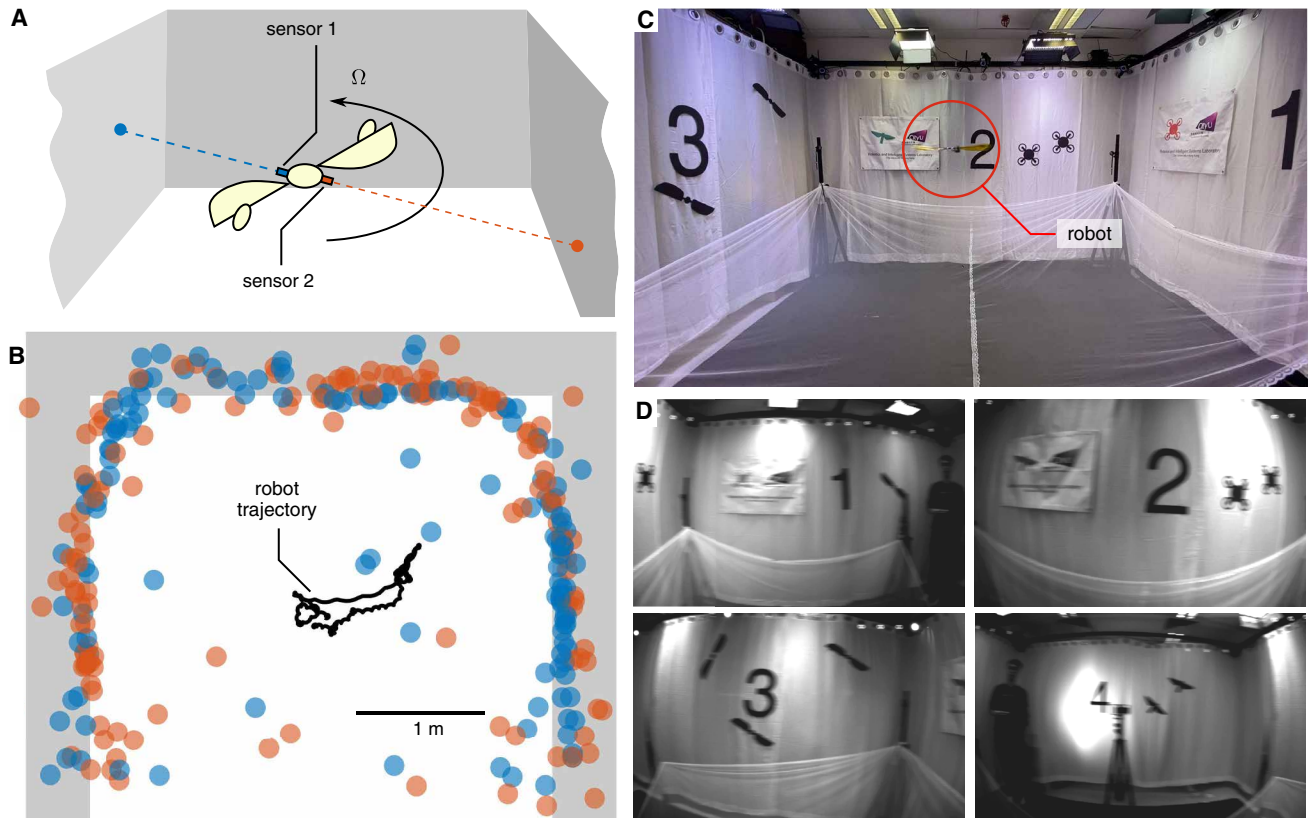 A
sensor 1
Ω
sensor 2
B
robot
trajectory
1 m
C
3
2
1
robot
D
1
2
3
4